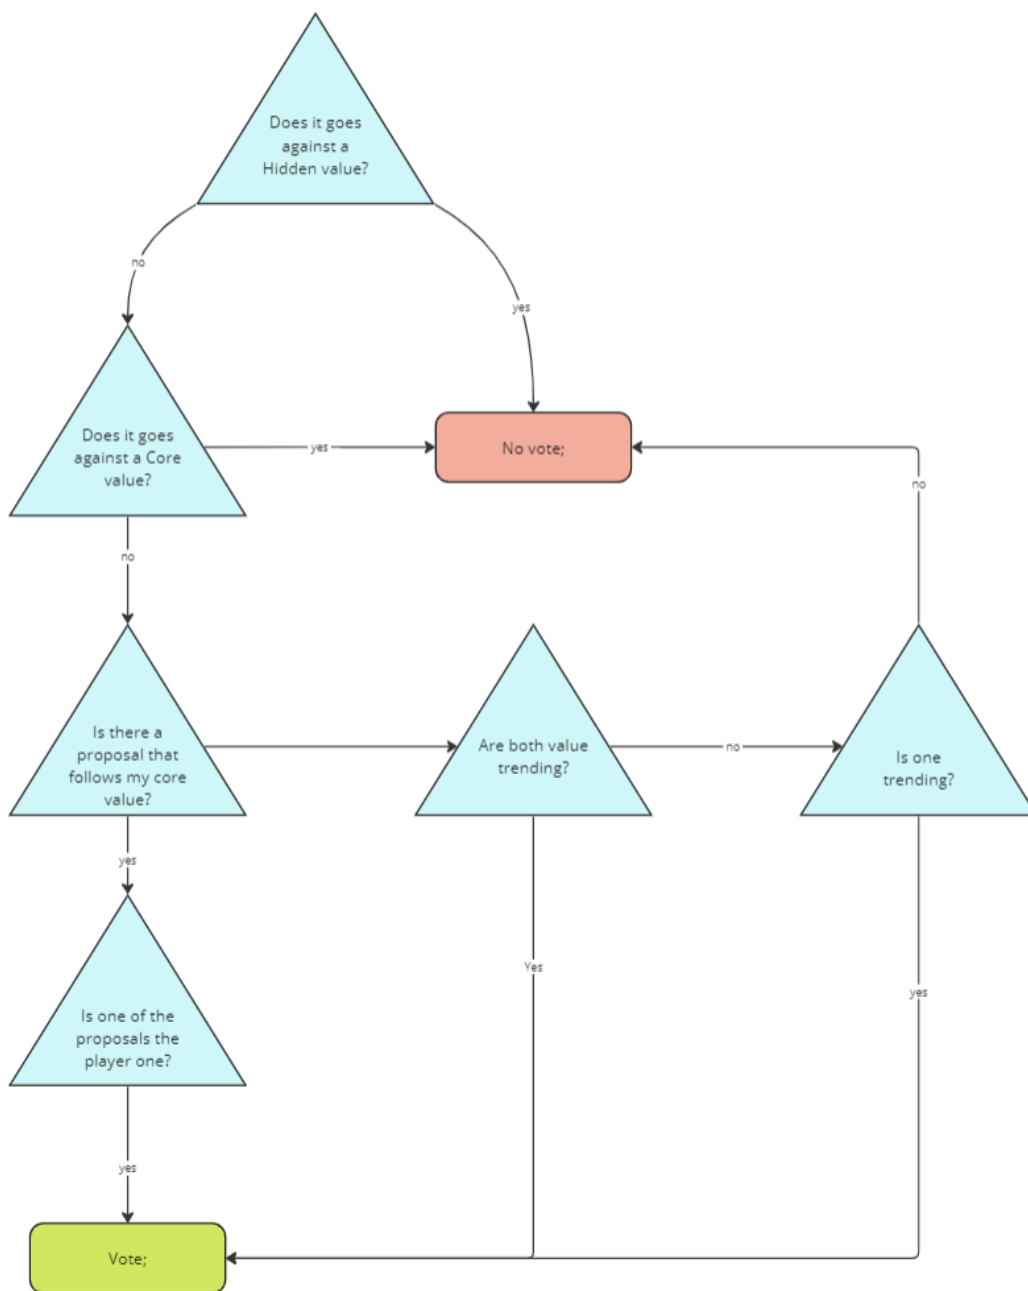 Does it goes
against a
Hidden value?
no
yes
Does it goes
against a Core
value?
yes
No vote;
no
no
Is there a
proposal that
follows my core
value?
Are both value
trending?
no
Is one
trending?
yes
Is one of the
proposals the
player one?
Yes
yes
yes
Vote;